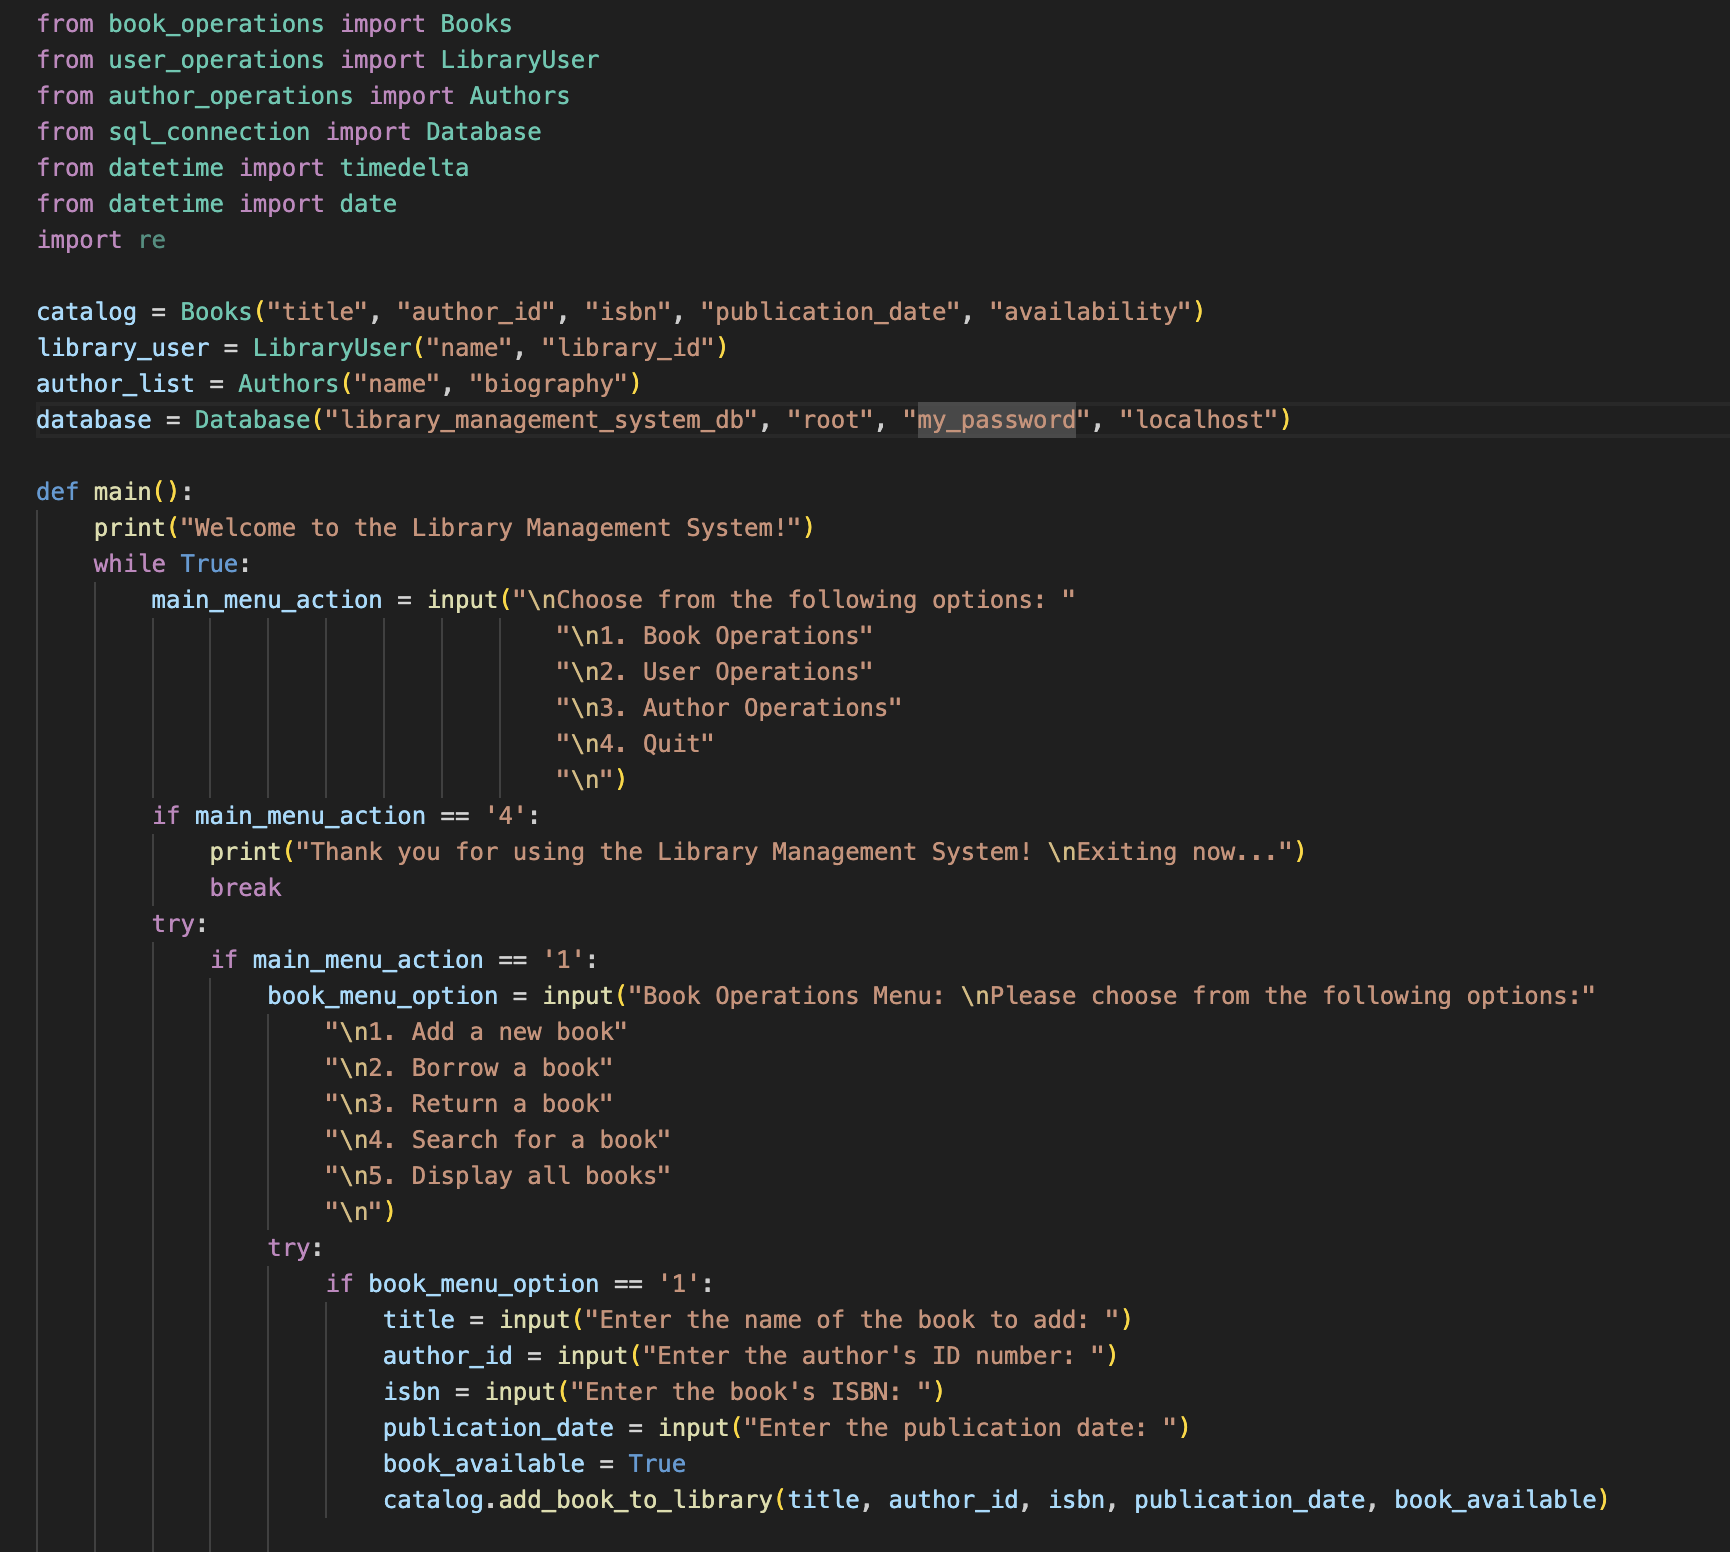 from book_operations import Books
from user_operations import LibraryUser
from author_operations import Authors
from sql_connection import Database
from datetime import timedelta
from datetime import date
import re

catalog = Books("title", "author_id", "isbn", "publication_date", "availability")
library_user = LibraryUser("name", "library_id")
author_list = Authors("name", "biography")
database = Database("library_management_system_db", "root", "my_password", "localhost")

def main():
    print("Welcome to the Library Management System!")
    while True:
        main_menu_action = input("\nChoose from the following options: "
                                    "\n1. Book Operations"
                                    "\n2. User Operations"
                                    "\n3. Author Operations"
                                    "\n4. Quit"
                                    "\n")
        if main_menu_action == '4':
            print("Thank you for using the Library Management System! \nExiting now...")
            break
        try:
            if main_menu_action == '1':
                book_menu_option = input("Book Operations Menu: \nPlease choose from the following options:"
                    "\n1. Add a new book"
                    "\n2. Borrow a book"
                    "\n3. Return a book"
                    "\n4. Search for a book"
                    "\n5. Display all books"
                    "\n")
                try:
                    if book_menu_option == '1':
                        title = input("Enter the name of the book to add: ")
                        author_id = input("Enter the author's ID number: ")
                        isbn = input("Enter the book's ISBN: ")
                        publication_date = input("Enter the publication date: ")
                        book_available = True
                        catalog.add_book_to_library(title, author_id, isbn, publication_date, book_available)